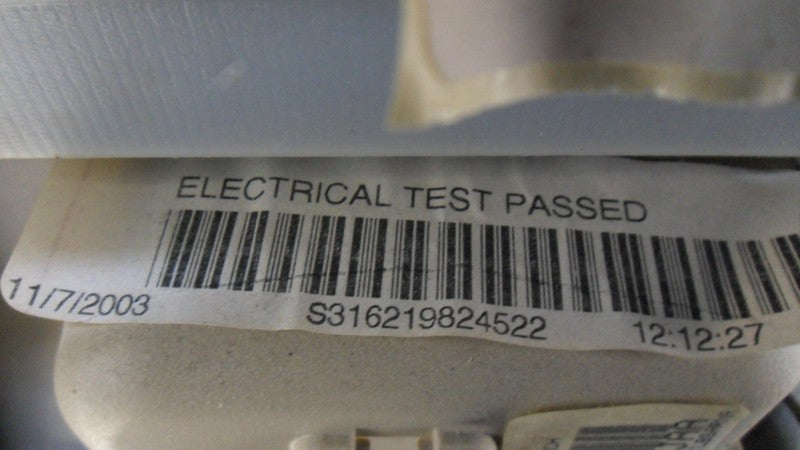 ELECTRICAL TEST PASSED
11/7/2003 S316219824522 12:12:27